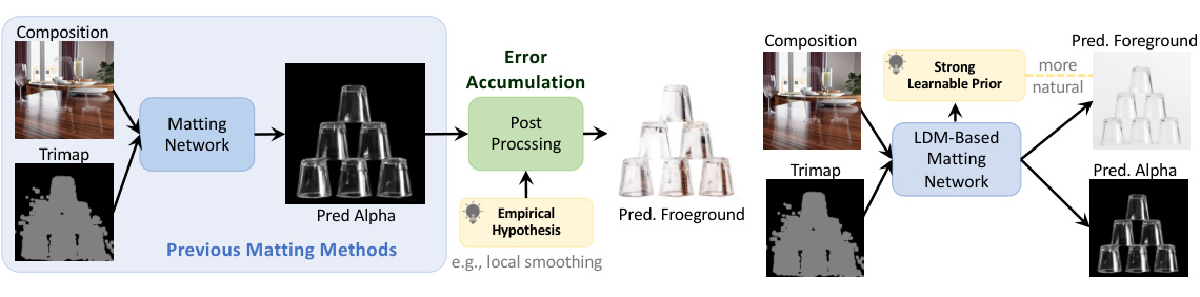 Composition
Trimap
Matting
Network
Pred Alpha
Previous Matting Methods
Error
Accumulation
Post
Procssing
Empirical
Hypothesis
e.g., local smoothing
Pred. Froeground
Composition
Trimap
Strong
Learnable Prior
LDM-Based
Matting
Network
more
natural
Pred. Foreground
Pred. Alpha